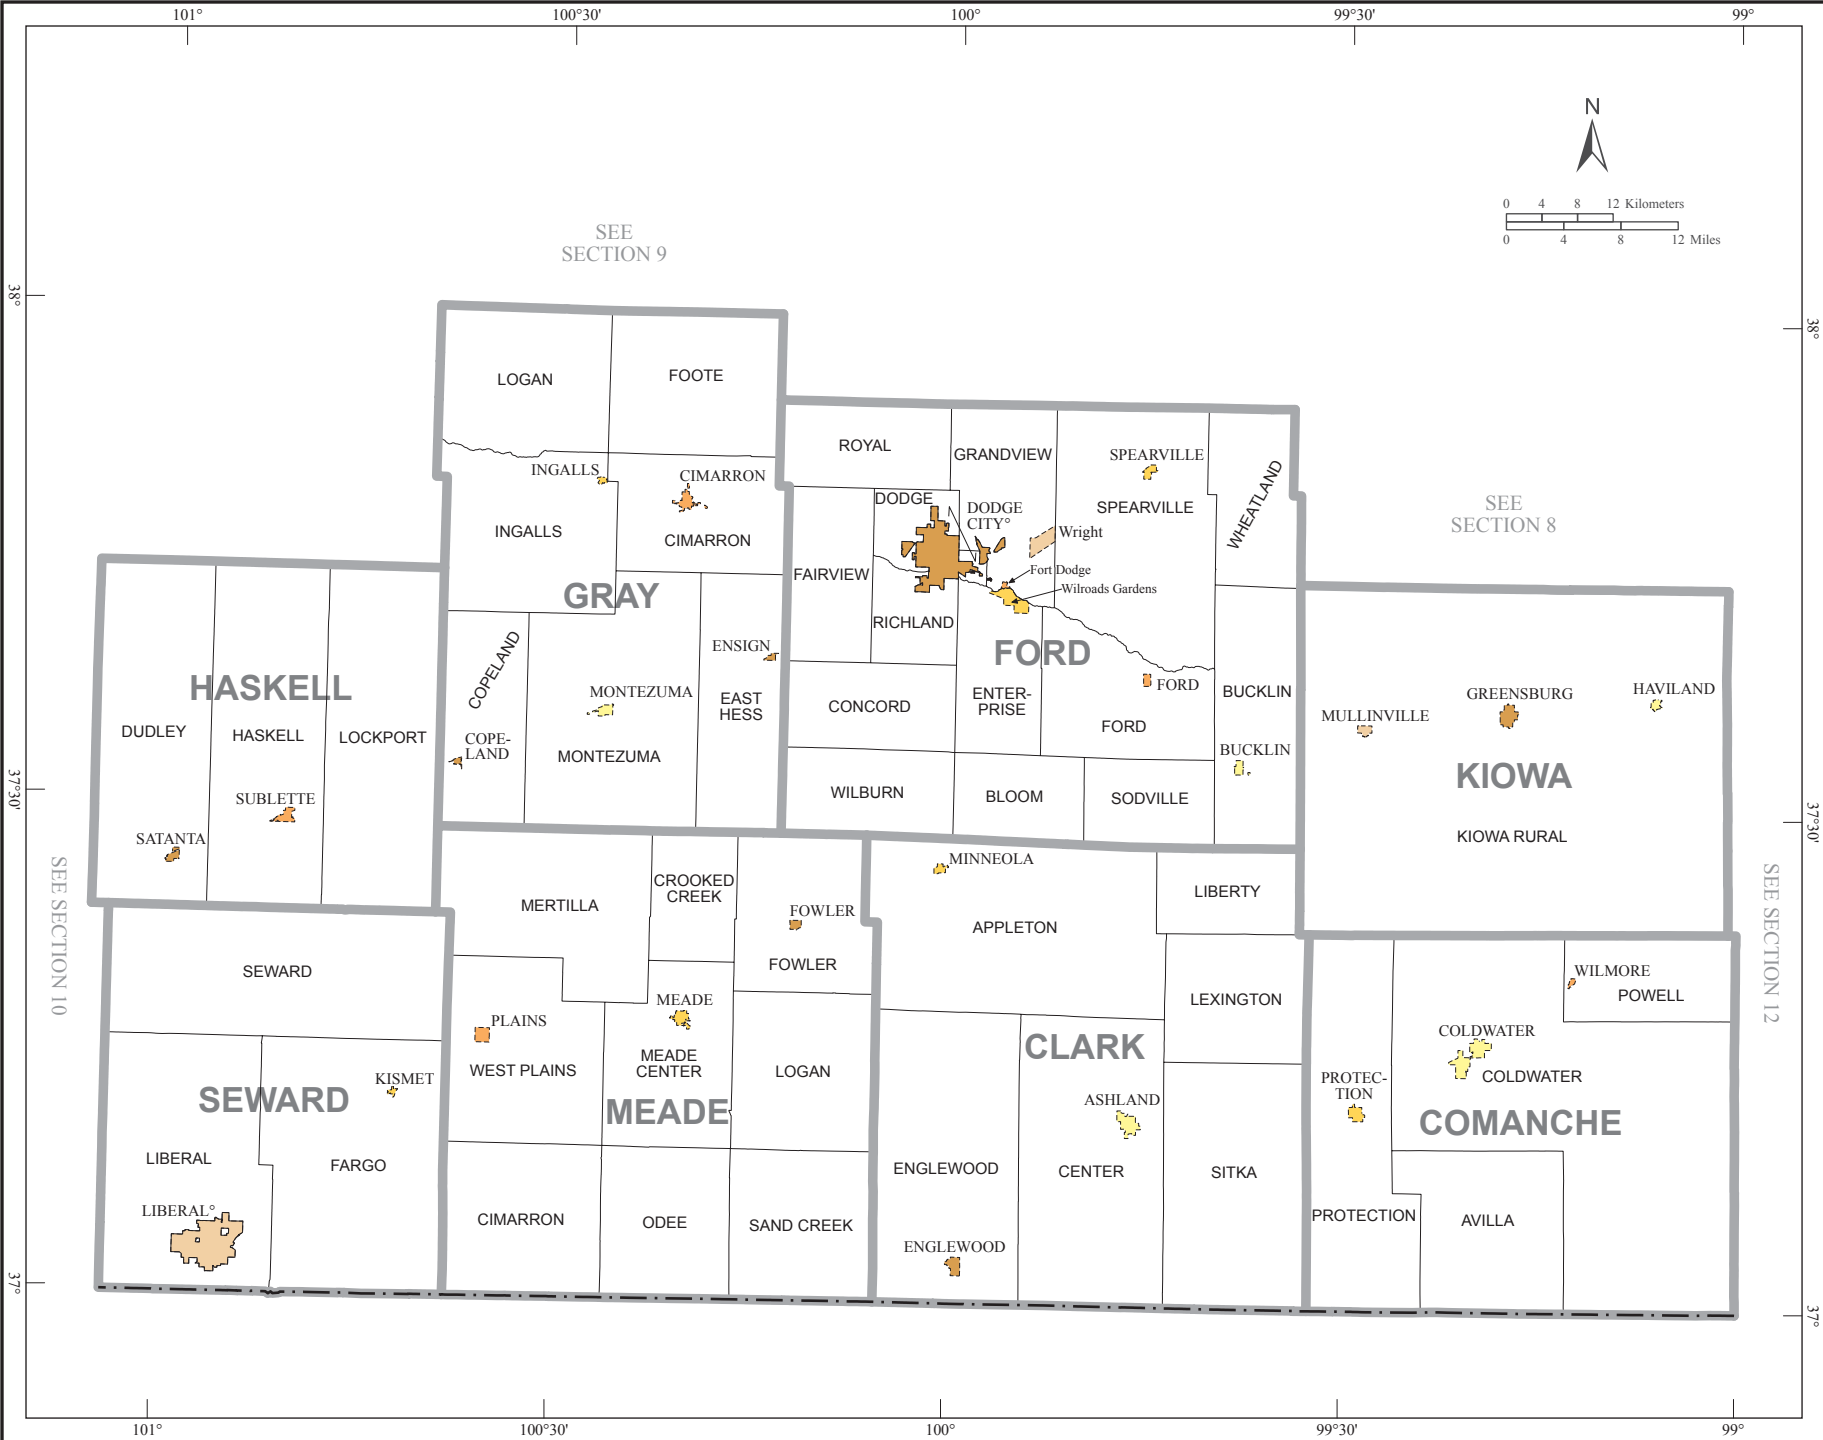 101°
100°30'
100°
99°30'
99°
N
0 4 8 12 Kilometers
0 4 8 12 Miles
SEE
SECTION 9
38°
38°
LOGAN
FOOTE
ROYAL
GRANDVIEW
SPEARVILLE
INGALLS
CIMARRON
DODGE
DODGE
CITY°
SPEARVILLE
WHEATLAND
SEE
SECTION 8
INGALLS
CIMARRON
Wright
FAIRVIEW
Fort Dodge
Wilroads Gardens
GRAY
RICHLAND
FORD
COPELAND
ENSIGN
HASKELL
MONTEZUMA
EAST
HESS
CONCORD
ENTER-
PRISE
FORD
FORD
BUCKLIN
MULLINVILLE
GREENSBURG
HAVILAND
DUDLEY
HASKELL
LOCKPORT
COPE-
LAND
MONTEZUMA
BUCKLIN
KIOWA
37°30'
37°30'
SUBLETTE
WILBURN
BLOOM
SODVILLE
KIOWA RURAL
SATANTA
SEE SECTION 10
SEE SECTION 12
MINNEOLA
CROOKED
CREEK
LIBERTY
MERTILLA
FOWLER
APPLETON
FOWLER
SEWARD
WILMORE
POWELL
MEADE
LEXINGTON
PLAINS
COLDWATER
CLARK
MEADE
CENTER
WEST PLAINS
LOGAN
KISMET
PROTEC-
TION
COLDWATER
SEWARD
MEADE
ASHLAND
COMANCHE
LIBERAL
FARGO
ENGLEWOOD
CENTER
SITKA
LIBERAL°
CIMARRON
ODEE
SAND CREEK
PROTECTION
AVILLA
ENGLEWOOD
37°
37°
101°
100°30'
100°
99°30'
99°